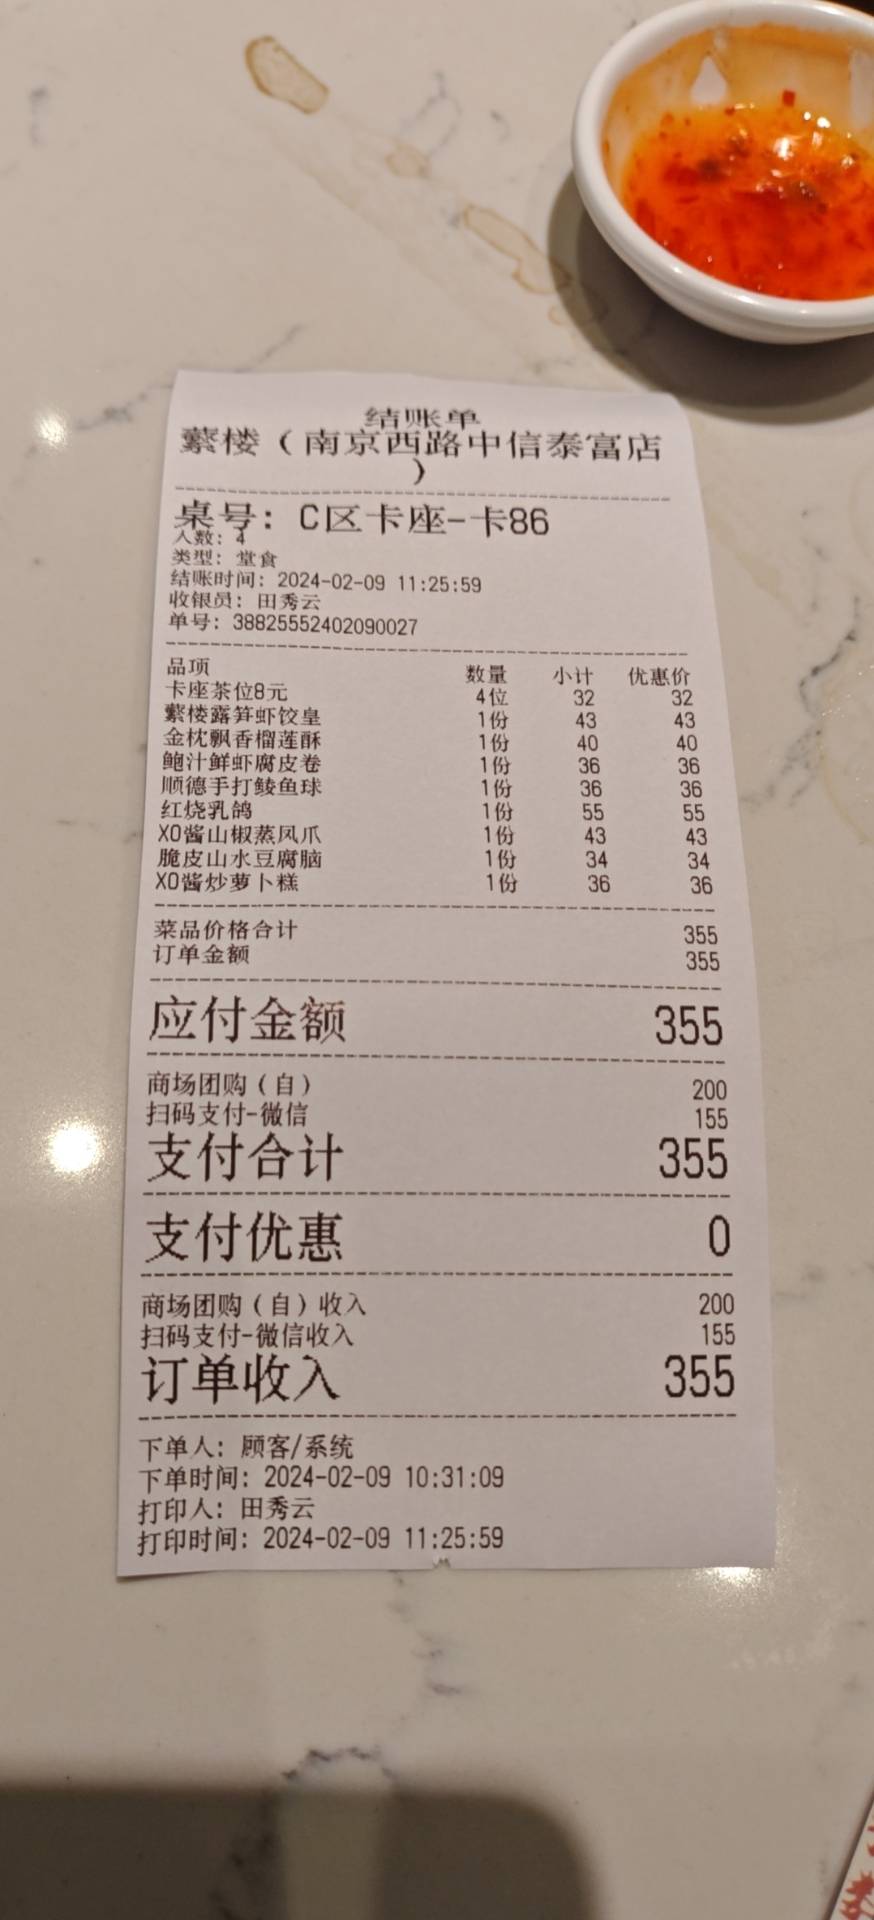 结账单
蘩楼（南京西路中信泰富店
）
桌号: C区卡座-卡86
人数: 4
类型: 堂食
结账时间: 2024-02-09 11:25:59
收银员: 田秀云
单号: 38825552402090027
品项 数量 小计 优惠价
卡座茶位8元 4位 32 32
蘩楼露笋虾饺皇 1份 43 43
金枕飘香榴莲酥 1份 40 40
鲍汁鲜虾腐皮卷 1份 36 36
顺德手打鲮鱼球 1份 36 36
红烧乳鸽 1份 55 55
XO酱山椒蒸凤爪 1份 43 43
脆皮山水豆腐脑 1份 34 34
XO酱炒萝卜糕 1份 36 36
菜品价格合计 355
订单金额 355
应付金额 355
商场团购（自） 200
扫码支付-微信 155
支付合计 355
支付优惠 0
商场团购（自）收入 200
扫码支付-微信收入 155
订单收入 355
下单人: 顾客/系统
下单时间: 2024-02-09 10:31:09
打印人: 田秀云
打印时间: 2024-02-09 11:25:59